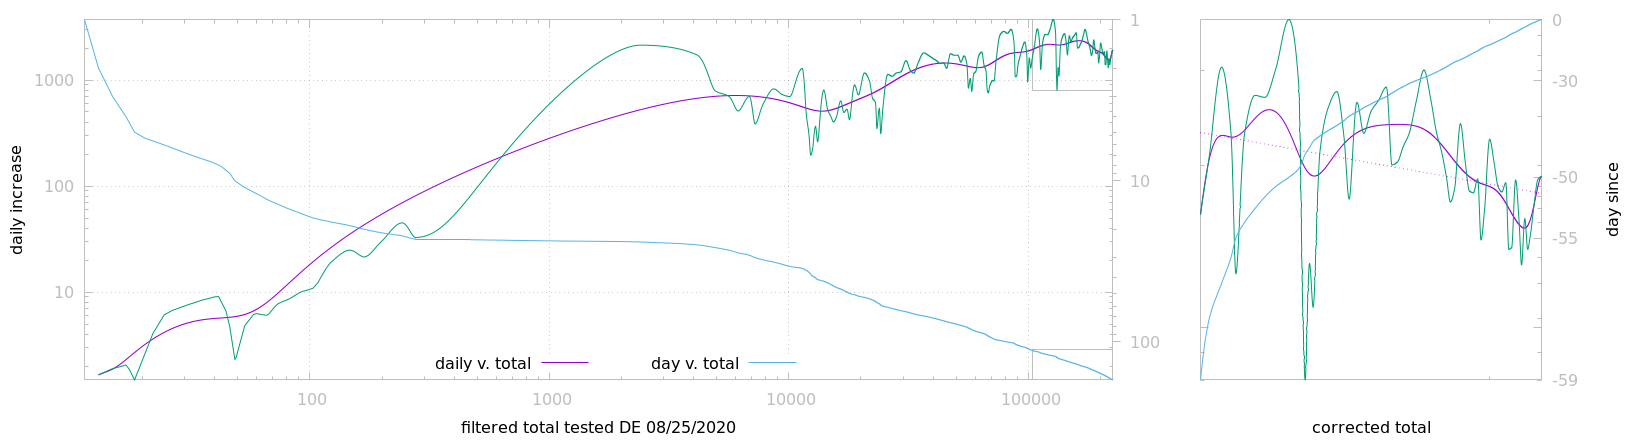 daily increase
1000
100
10
daily v. total
day v. total
100
1000
10000
100000
filtered total tested DE 08/25/2020
1
10
100
0
-30
-50
-55
-59
day since
corrected total